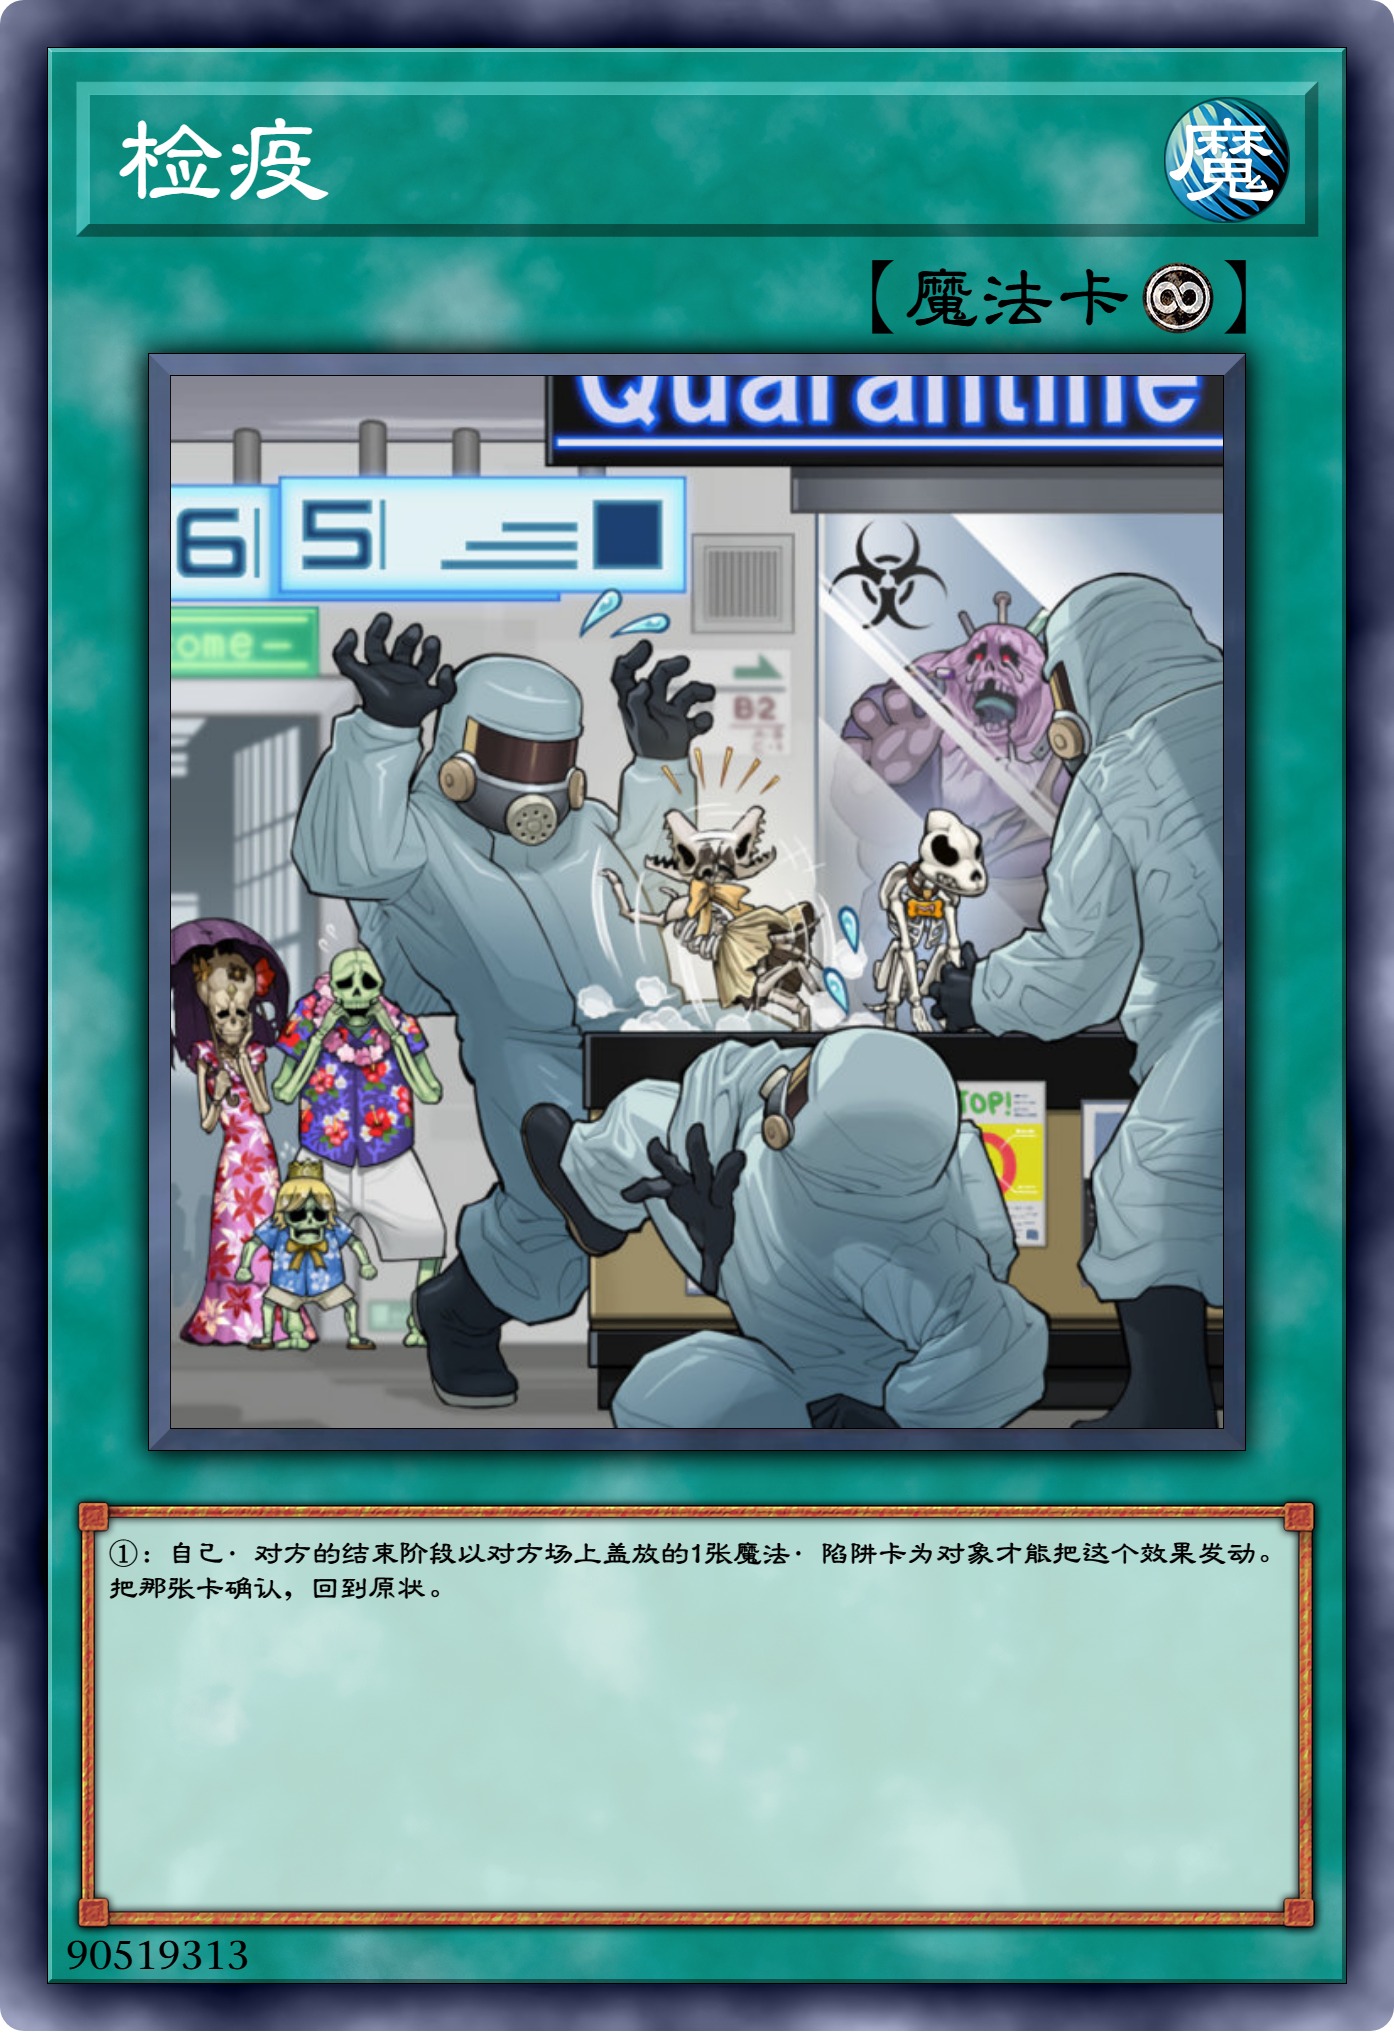 检疫
魔
【魔法卡】
Quarantine
6 5
ome-
B2
TOP!
①：自己·对方的结束阶段以对方场上盖放的1张魔法·陷阱卡为对象才能把这个效果发动。
把那张卡确认，回到原状。
90519313